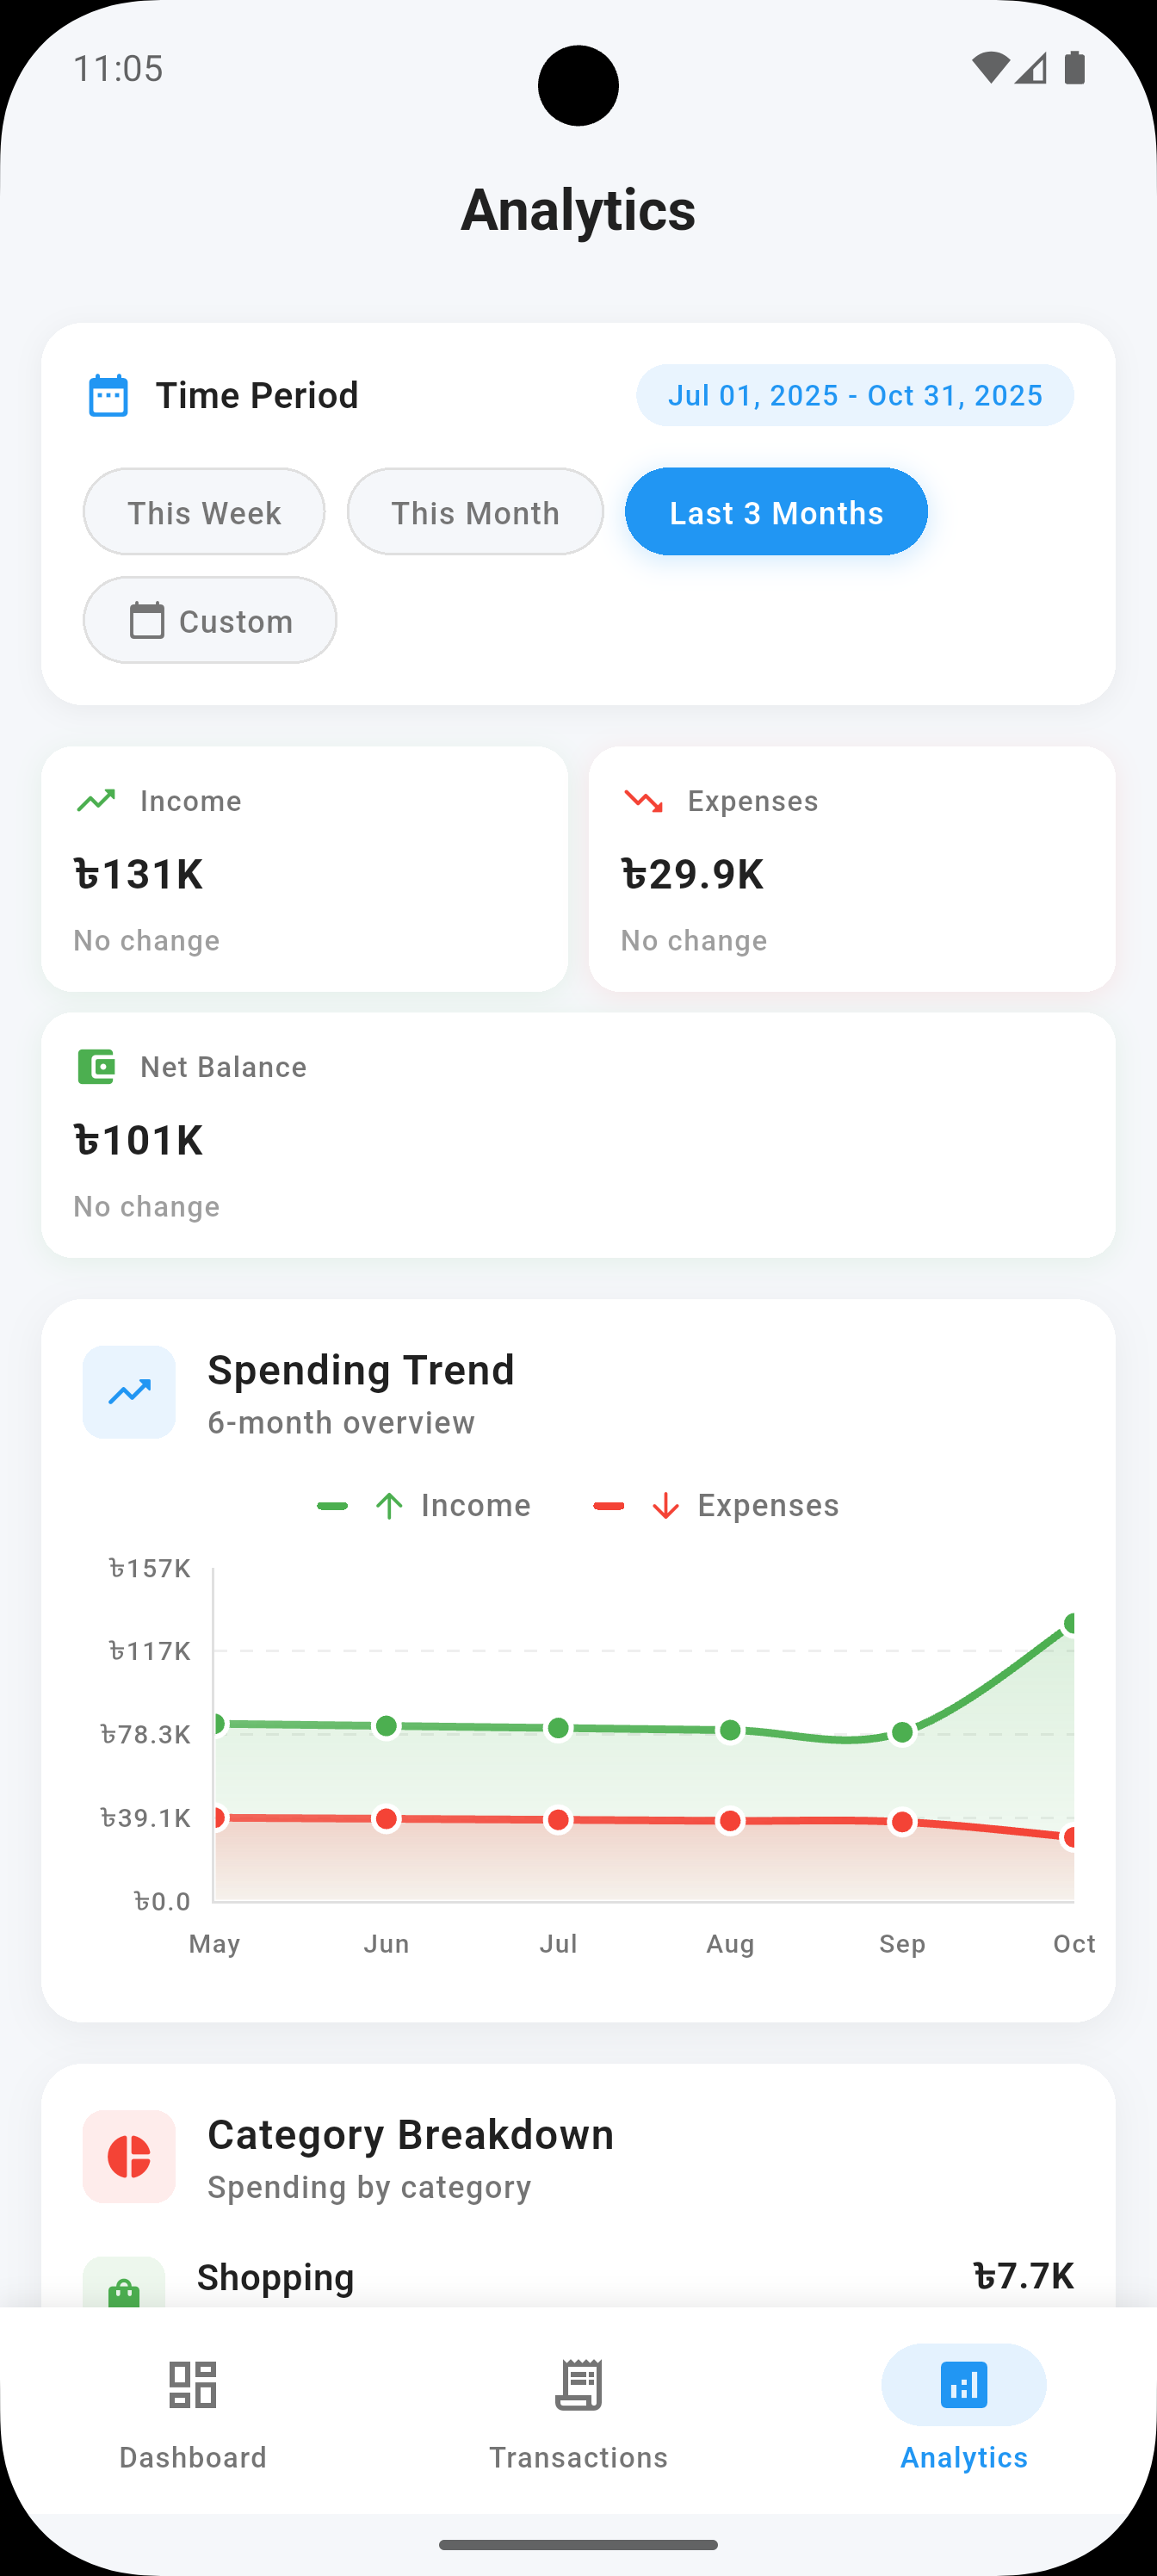 11:05
Analytics
Time Period
Jul 01, 2025 - Oct 31, 2025
This Week
This Month
Last 3 Months
Custom
Income
৳131K
No change
Expenses
৳29.9K
No change
Net Balance
৳101K
No change
Spending Trend
6-month overview
Income
Expenses
৳157K
৳117K
৳78.3K
৳39.1K
৳0.0
May Jun Jul Aug Sep Oct
Category Breakdown
Spending by category
Shopping
৳7.7K
Dashboard
Transactions
Analytics